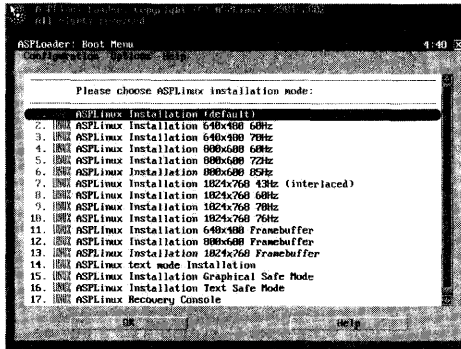 ASPLoader: Boot Menu 4:40
Configuration Options Help
Please choose ASPLinux installation mode:
ASPLinux Installation (default)
2. ASPLinux Installation 640x480 60Hz
3. ASPLinux Installation 640x480 70Hz
4. ASPLinux Installation 800x600 60Hz
5. ASPLinux Installation 800x600 72Hz
6. ASPLinux Installation 800x600 85Hz
7. ASPLinux Installation 1024x768 43Hz (interlaced)
8. ASPLinux Installation 1024x768 60Hz
9. ASPLinux Installation 1024x768 70Hz
10. ASPLinux Installation 1024x768 76Hz
11. ASPLinux Installation 640x480 Framebuffer
12. ASPLinux Installation 800x600 Framebuffer
13. ASPLinux Installation 1024x768 Framebuffer
14. ASPLinux text mode Installation
15. ASPLinux Installation Graphical Safe Mode
16. ASPLinux Installation Text Safe Mode
17. ASPLinux Recovery Console
OK Help